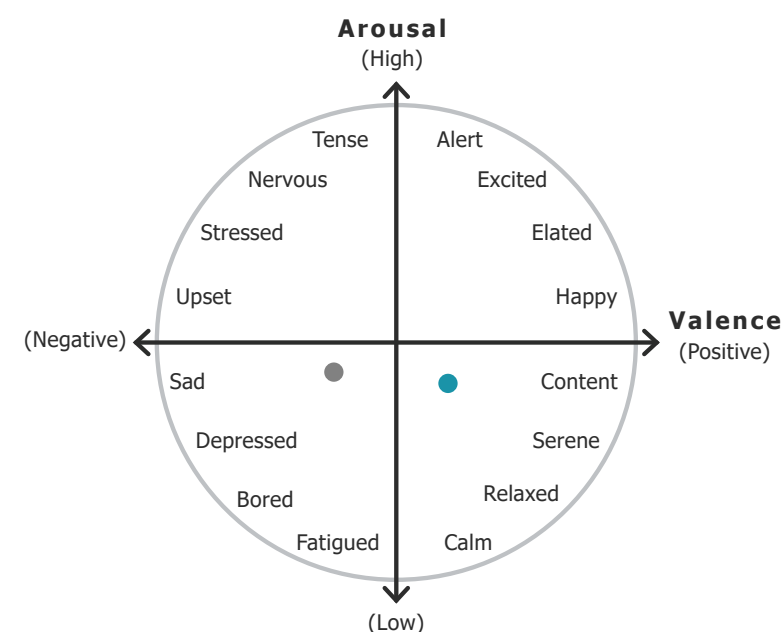 Arousal
(High)
Tense
Alert
Nervous
Excited
Stressed
Elated
Upset
Happy
Valence
(Negative)
(Positive)
Sad
Content
Depressed
Serene
Bored
Relaxed
Fatigued
Calm
(Low)